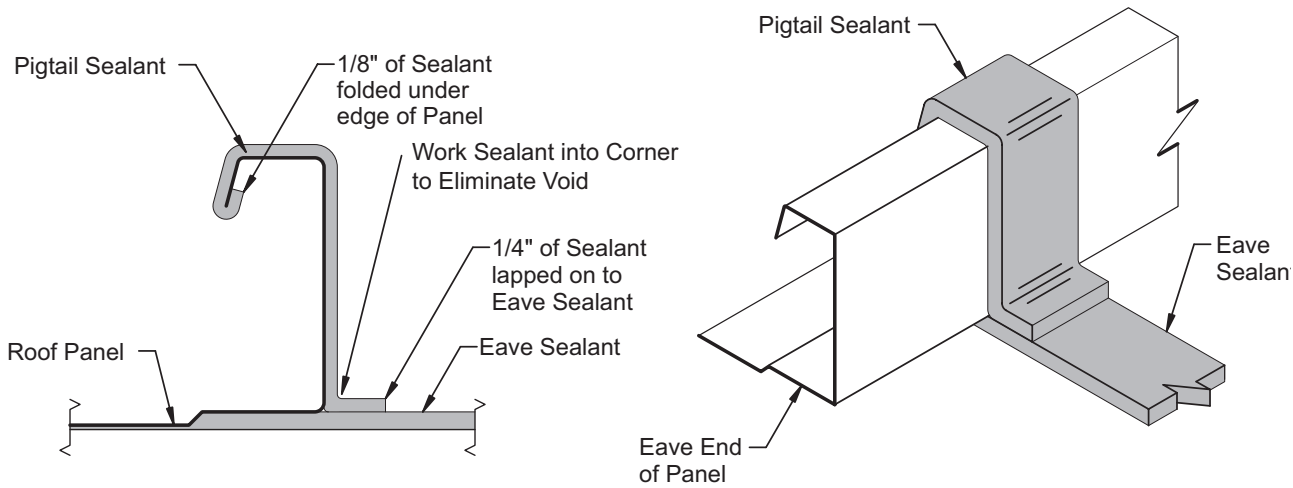 Pigtail Sealant
1/8" of Sealant
folded under
edge of Panel
Work Sealant into Corner
to Eliminate Void
1/4" of Sealant
lapped on to
Eave Sealant
Roof Panel
Eave Sealant
Pigtail Sealant
Eave
Sealant
Eave End
of Panel